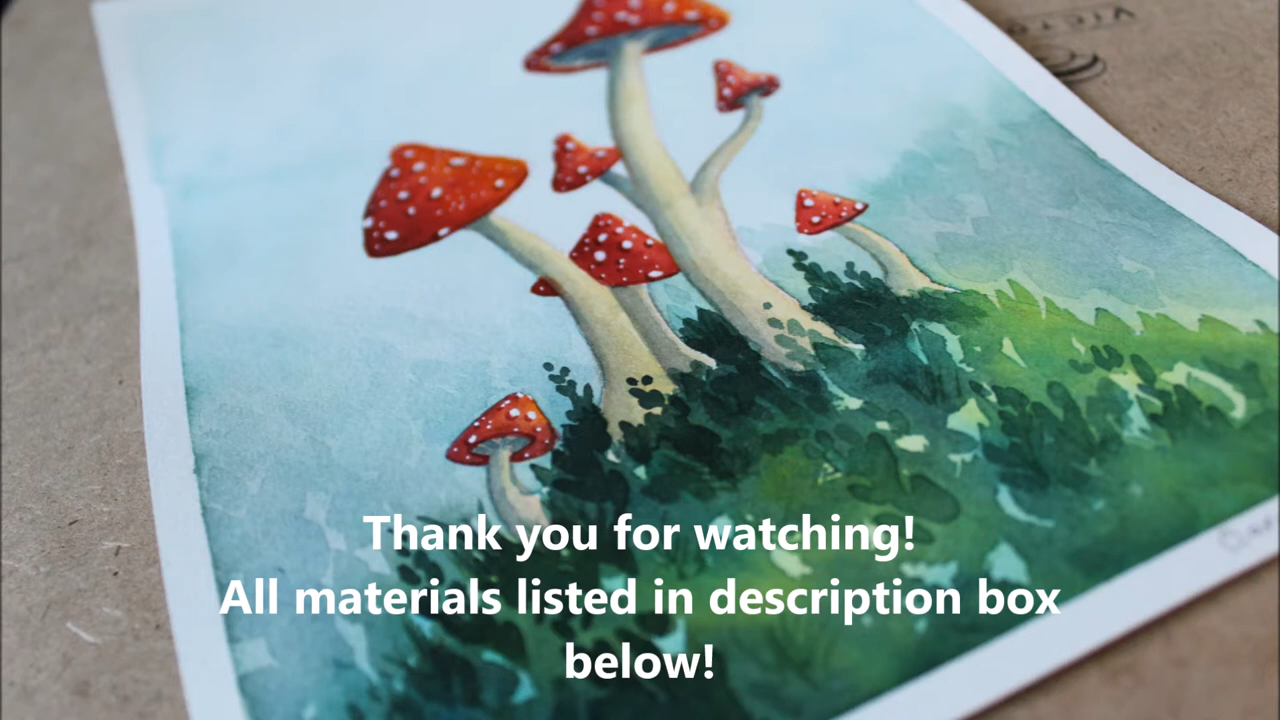 Thank you for watching!
All materials listed in description box
below!